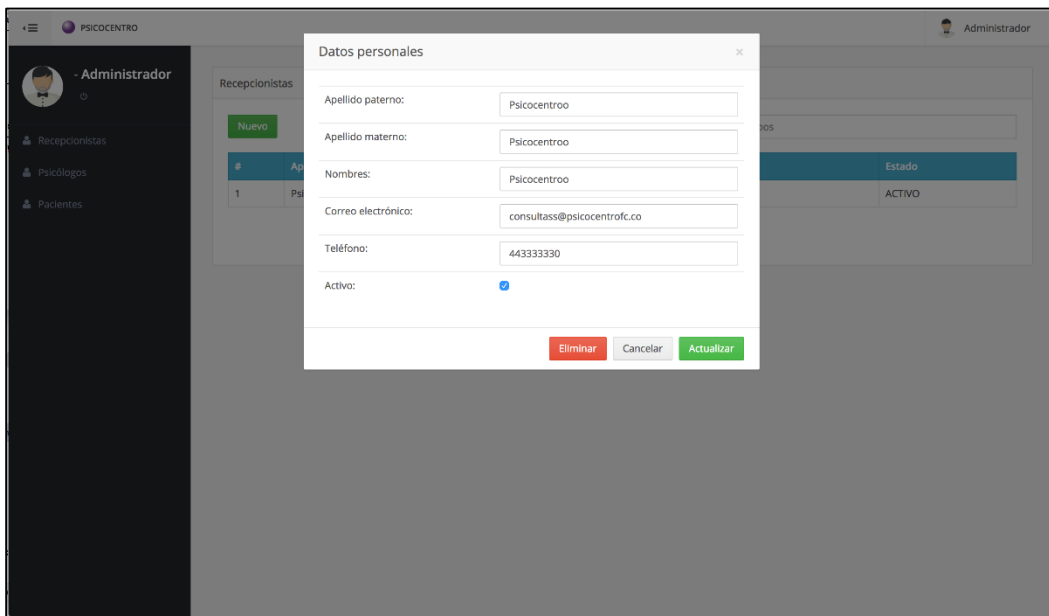 PSICOCENTRO
Administrador
- Administrador
Recepcionistas
Psicólogos
Pacientes
Recepcionistas
Nuevo
# Estado
1 ACTIVO
Datos personales ×
Apellido paterno: Psicocentroo
Apellido materno: Psicocentroo
Nombres: Psicocentroo
Correo electrónico: consultass@psicocentrofc.co
Teléfono: 443333330
Activo:
Eliminar Cancelar Actualizar